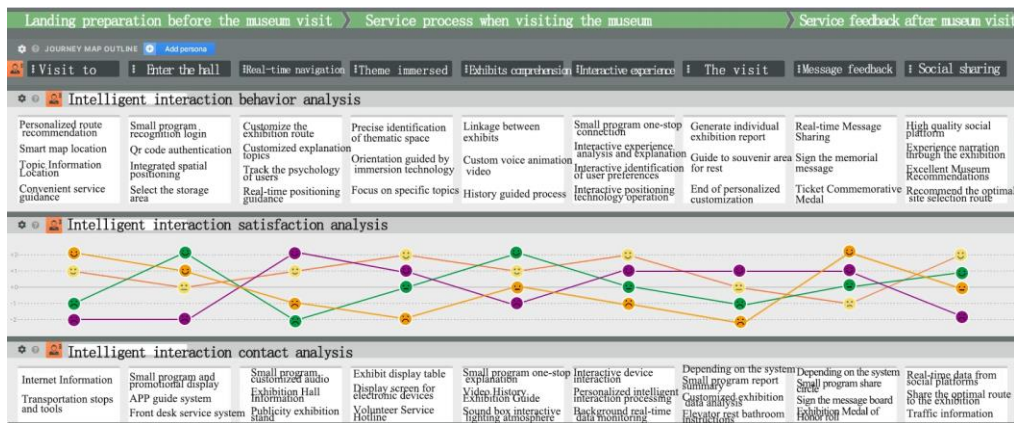 Landing preparation before the museum visit
Service process when visiting the museum
Service feedback after museum visit
JOURNEY MAP OUTLINE
Add persona
Visit to
Enter the hall
Real-time navigation
Theme immersed
Exhibits comprehension
Interactive experience
The visit
Message feedback
Social sharing
Intelligent interaction behavior analysis
Personalized route
recommendation
Smart map location
Topic Information
Location
Convenient service
guidance
Small program
recognition login
Qr code authentication
Integrated spatial
positioning
Select the storage
area
Customize the
exhibition route
Customized explanation
topics
Track the psychology
of users
Real-time positioning
guidance
Precise identification
of thematic space
Orientation guided by
immersion technology
Focus on specific topics
Linkage between
exhibits
Custom voice animation
video
History guided process
Small program one-stop
connection
Interactive experience
analysis and explanation
Interactive identification
of user preferences
Interactive positioning
technology operation
Generate individual
exhibition report
Guide to souvenir area
for rest
End of personalized
customization
Real-time Message
Sharing
Sign the memorial
message
Ticket Commemorative
Medal
High quality social
platform
Experience narration
through the exhibition
Excellent Museum
Recommendations
Recommend the optimal
site selection route
Intelligent interaction satisfaction analysis
+2
+1
+0
-1
-2
Intelligent interaction contact analysis
Internet Information
Transportation stops
and tools
Small program and
promotional display
APP guide system
Front desk service system
Small program
customized audio
Exhibition Hall
Information
Publicity exhibition
stand
Exhibit display table
Display screen for
electronic devices
Volunteer Service
Hotline
Small program one-stop
explanation
Video History
Exhibition Guide
Sound box interactive
lighting atmosphere
Interactive device
interaction
Personalized intelligent
interaction processing
Background real-time
data monitoring
Depending on the system
Small program report
summary
Customized exhibition
data analysis
Elevator rest bathroom
instructions
Depending on the system
Small program share
circle
Sign the message board
Exhibition Medal of
Honor roll
Real-time data from
social platforms
Share the optimal route
to the exhibition
Traffic information